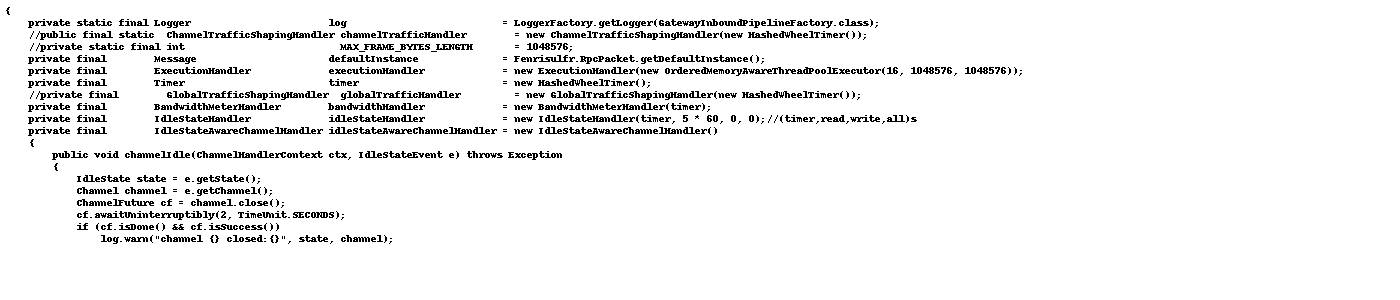 {
    private static final Logger                       log                          = LoggerFactory.getLogger(GatewayInboundPipelineFactory.class);
    //public final static  ChannelTrafficShapingHandler channelTrafficHandler        = new ChannelTrafficShapingHandler(new HashedWheelTimer());
    //private static final int                          MAX_FRAME_BYTES_LENGTH       = 1048576;
    private final        Message                      defaultInstance              = Fenrisulfr.RpcPacket.getDefaultInstance();
    private final        ExecutionHandler             executionHandler             = new ExecutionHandler(new OrderedMemoryAwareThreadPoolExecutor(16, 1048576, 1048576));
    private final        Timer                        timer                        = new HashedWheelTimer();
    //private final        GlobalTrafficShapingHandler  globalTrafficHandler         = new GlobalTrafficShapingHandler(new HashedWheelTimer());
    private final        BandwidthMeterHandler        bandwidthHandler             = new BandwidthMeterHandler(timer);
    private final        IdleStateHandler             idleStateHandler             = new IdleStateHandler(timer, 5 * 60, 0, 0);//(timer,read,write,all)s
    private final        IdleStateAwareChannelHandler idleStateAwareChannelHandler = new IdleStateAwareChannelHandler()
    {
        public void channelIdle(ChannelHandlerContext ctx, IdleStateEvent e) throws Exception
        {
            IdleState state = e.getState();
            Channel channel = e.getChannel();
            ChannelFuture cf = channel.close();
            cf.awaitUninterruptibly(2, TimeUnit.SECONDS);
            if (cf.isDone() && cf.isSuccess())
                log.warn("channel {} closed:{}", state, channel);